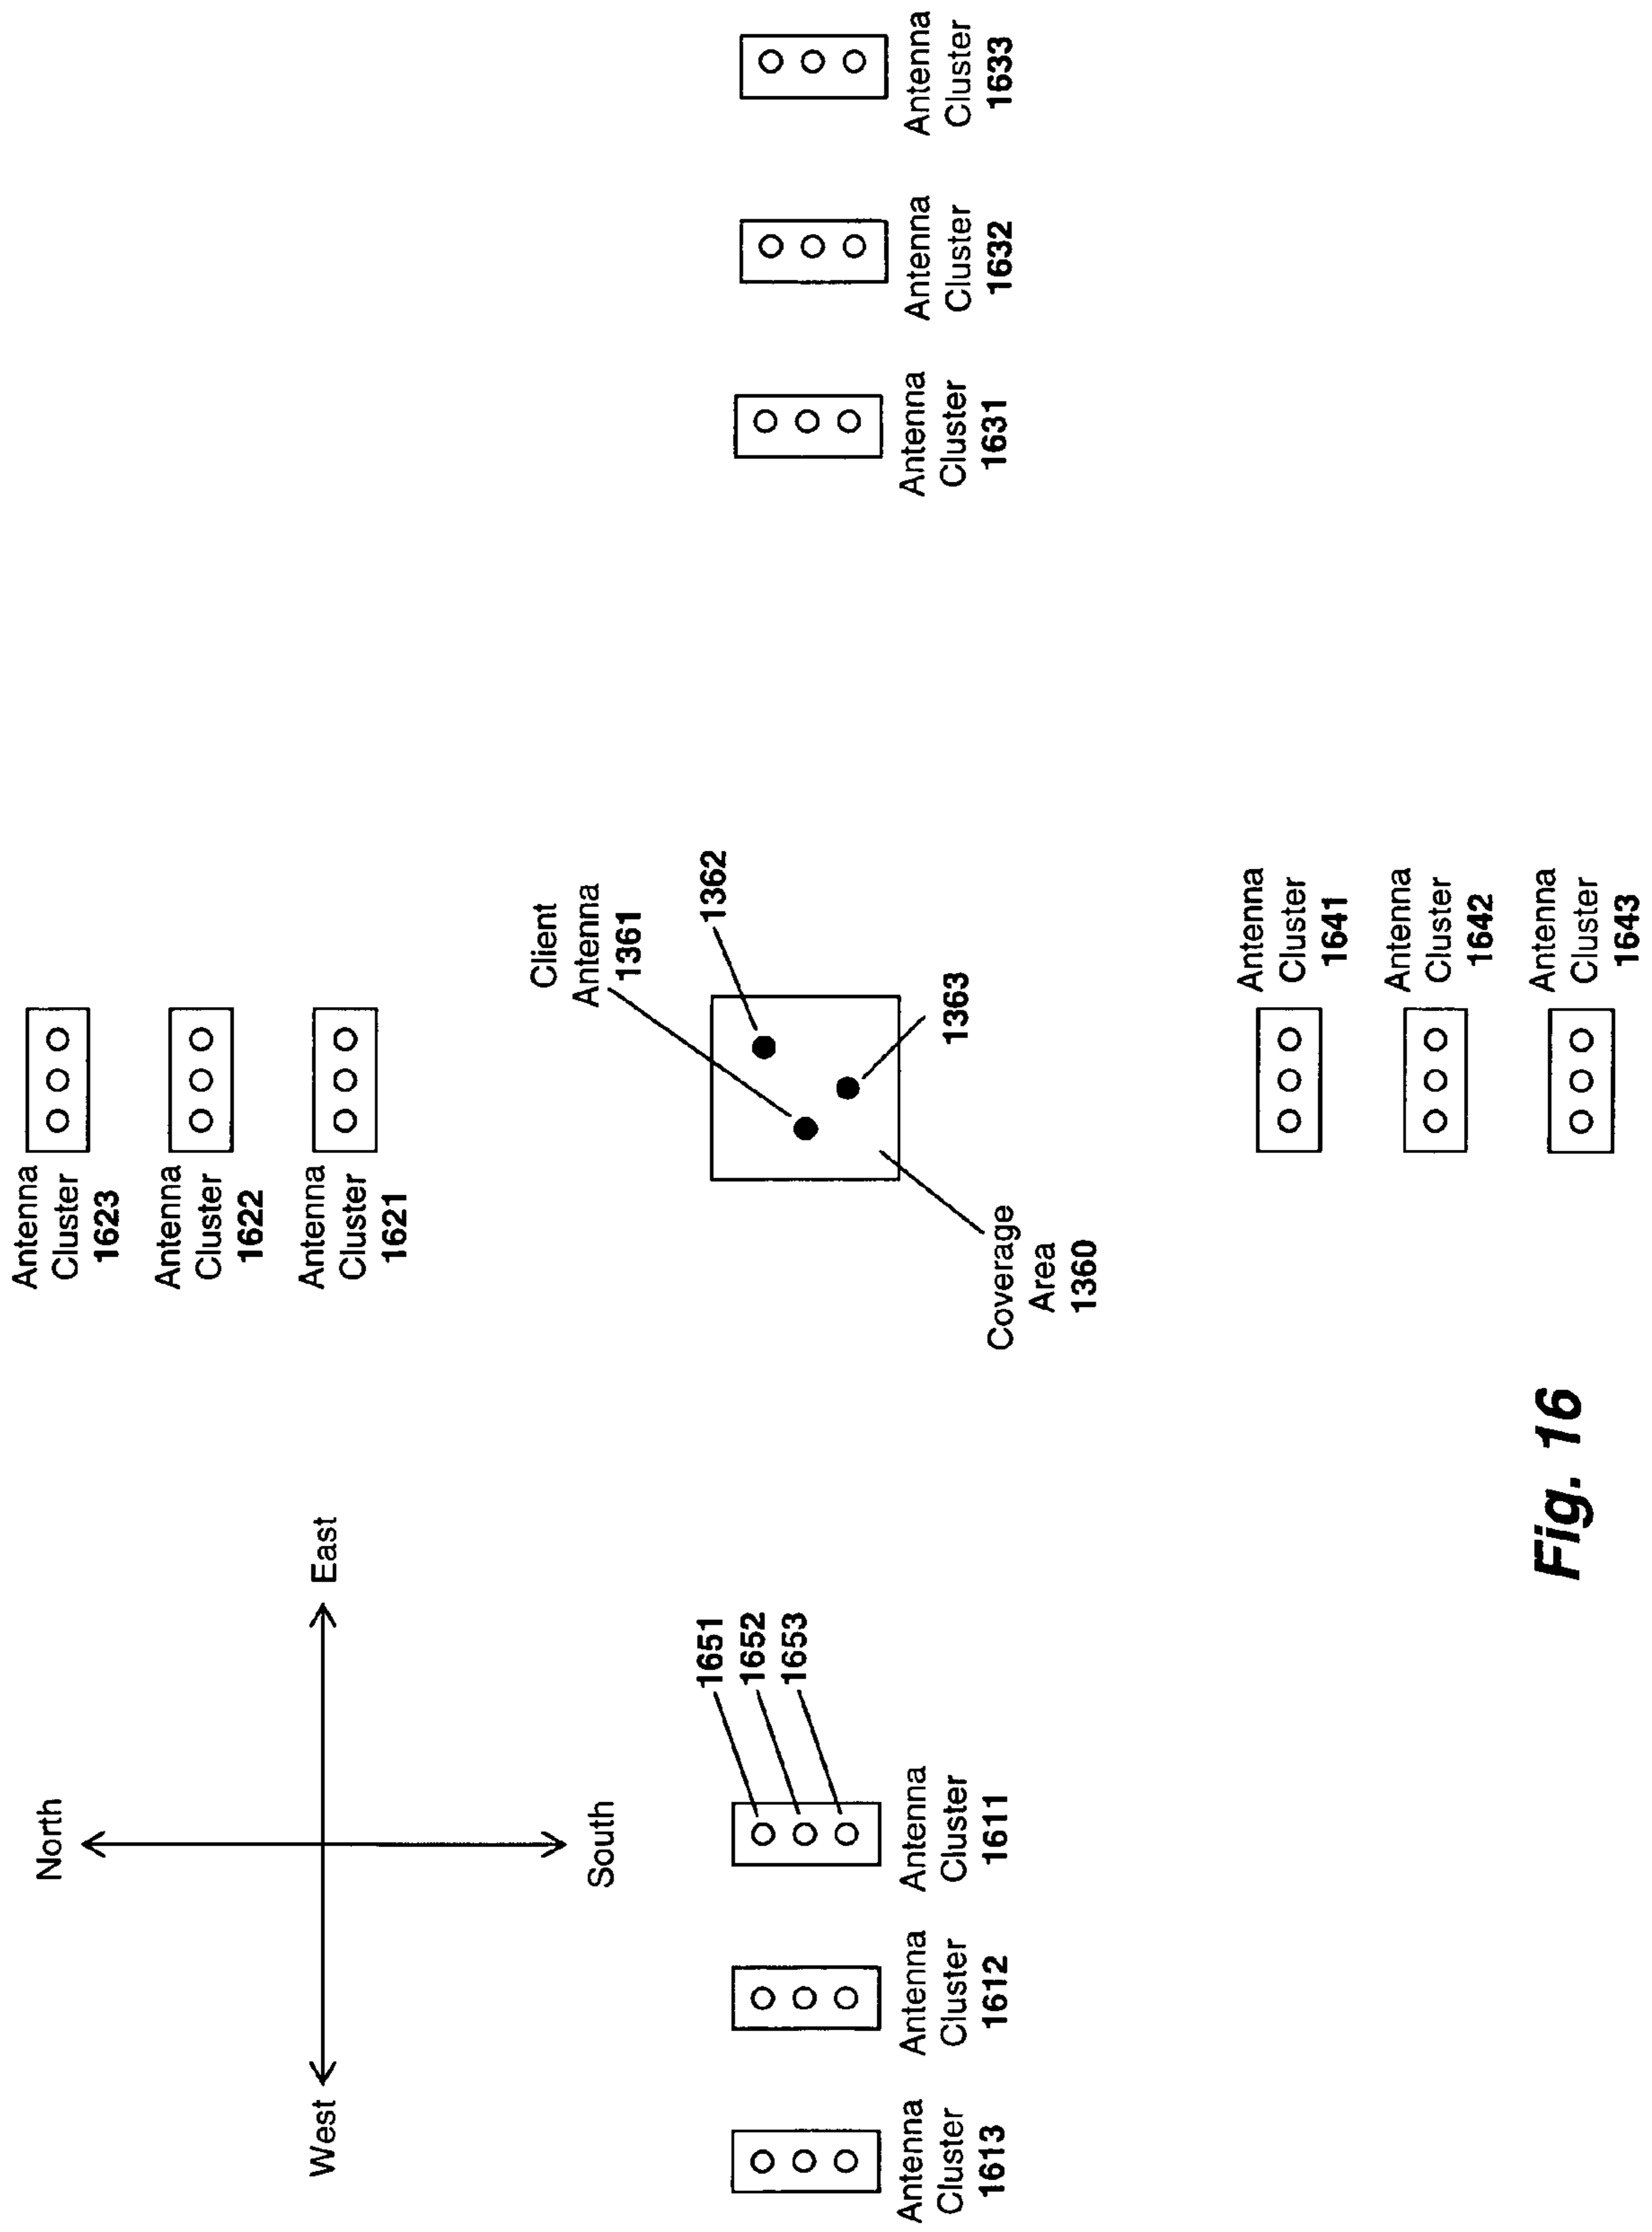 North
West
East
South
Antenna
Cluster
1623
Antenna
Cluster
1622
Antenna
Cluster
1621
Client
Antenna
1361
1362
1363
Coverage
Area
1360
1651
1652
1653
Antenna
Cluster
1613
Antenna
Cluster
1612
Antenna
Cluster
1611
Antenna
Cluster
1631
Antenna
Cluster
1632
Antenna
Cluster
1633
Antenna
Cluster
1641
Antenna
Cluster
1642
Antenna
Cluster
1643
Fig. 16